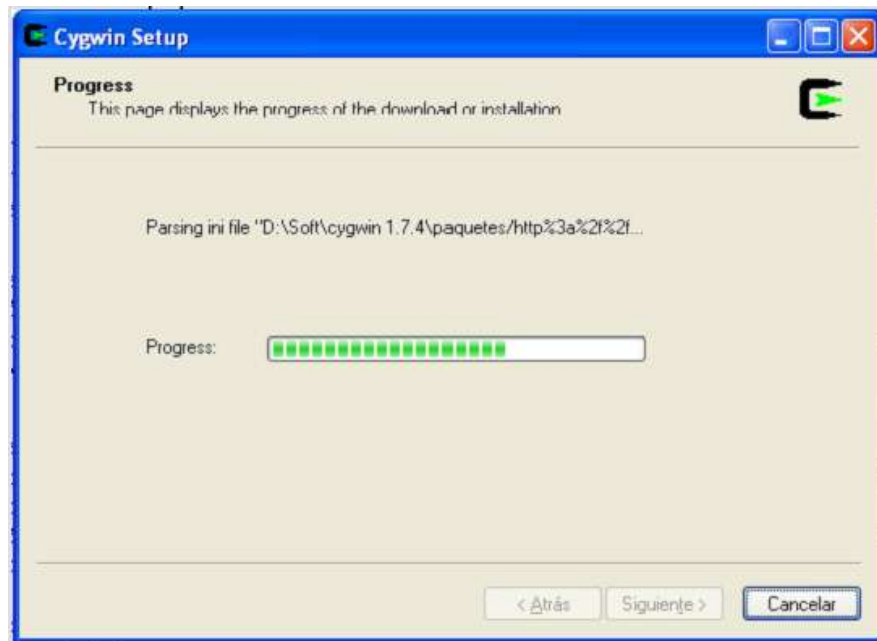 Cygwin Setup
Progress
This page displays the progress of the download or installation
Parsing ini file "D:\Soft\cygwin 1.7.4\paquetes/http%3a%2f%2f...
Progress:
< Atrás
Siguiente >
Cancelar